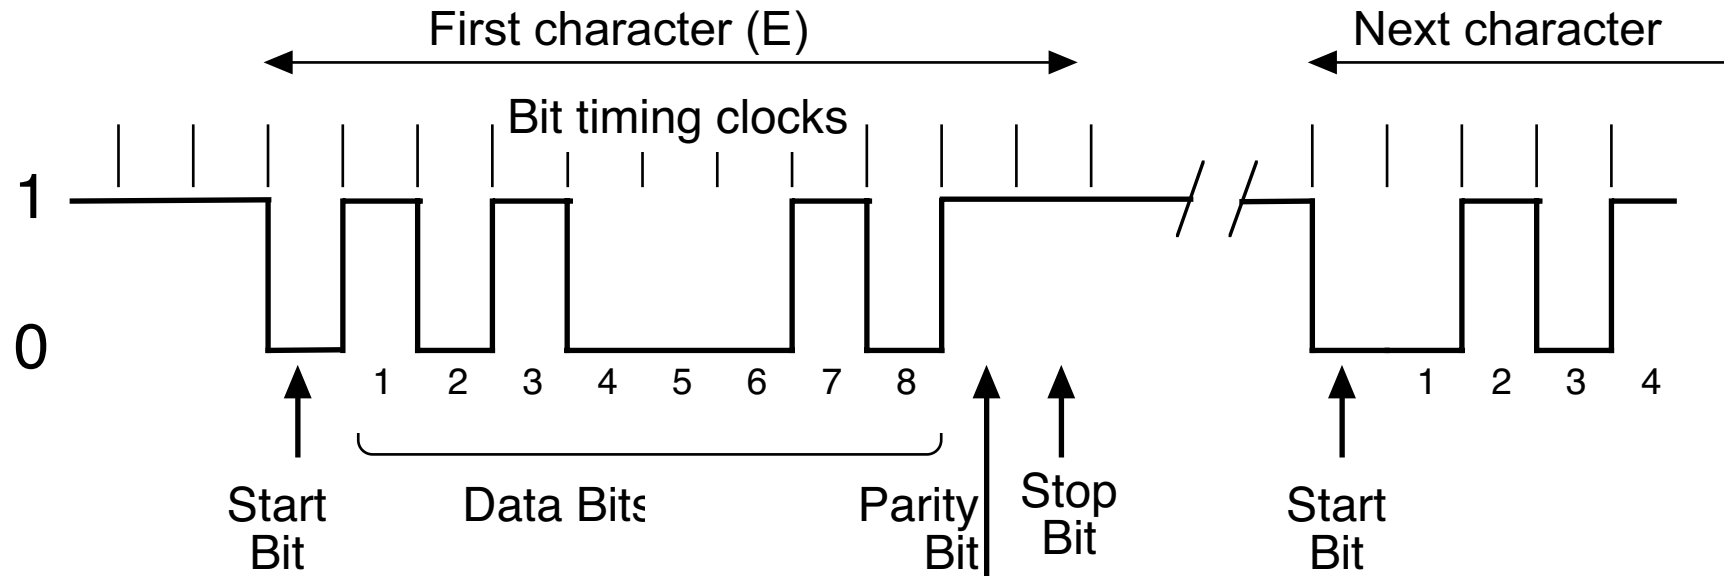 First character (E)
Next character
Bit timing clocks
1
0
1 2 3 4 5 6 7 8
1 2 3 4
Start
Bit
Data Bits
Parity
Bit
Stop
Bit
Start
Bit